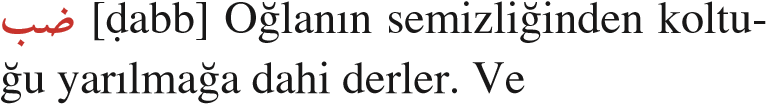 ضب [ḍabb] Oğlanın semizliğinden koltu-
ğu yarılmağa dahi derler. Ve